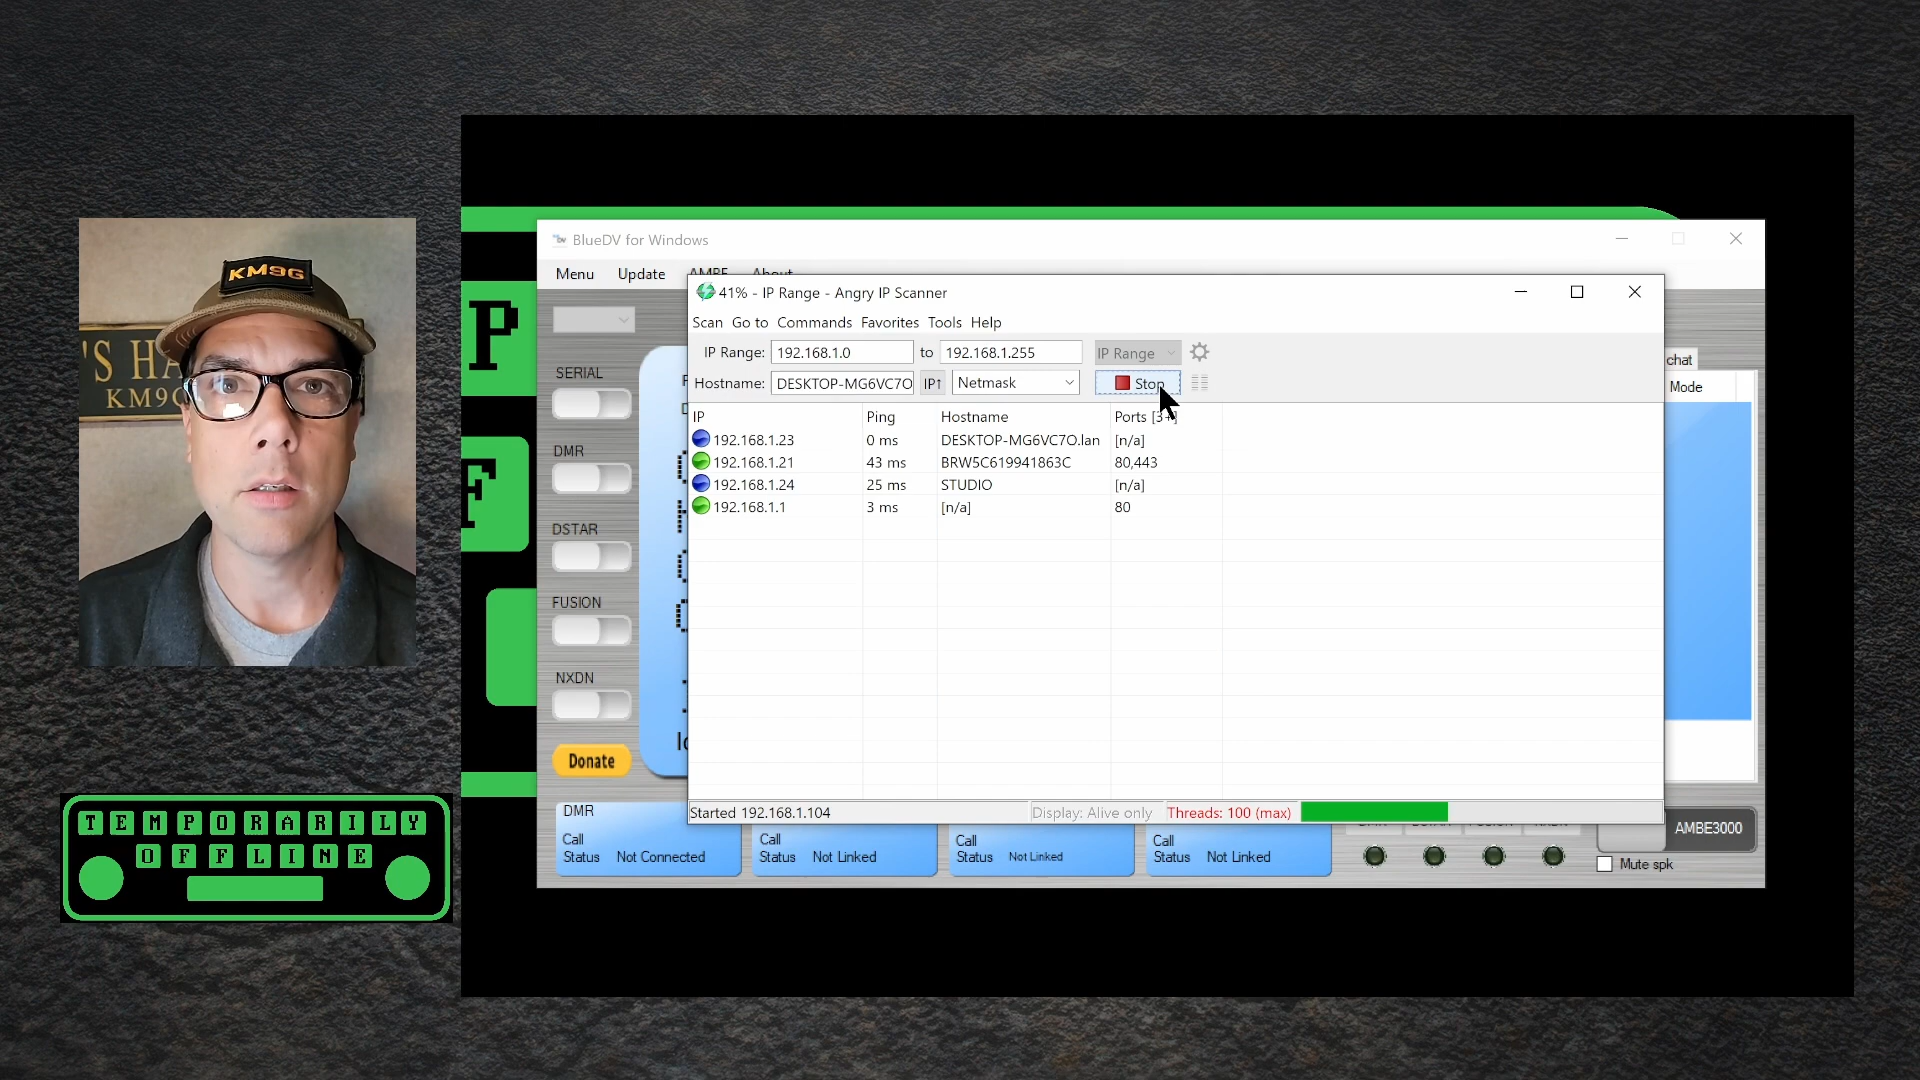 KM9G
'S HA
KM9G
TEMPORARILY
OFFLINE
P
F
BlueDV for Windows
Menu Update AMBE About
SERIAL
DMR
DSTAR
FUSION
NXDN
Donate
41% - IP Range - Angry IP Scanner
Scan Go to Commands Favorites Tools Help
IP Range: 192.168.1.0 to 192.168.1.255 IP Range
Hostname: DESKTOP-MG6VC7O IP↑ Netmask Stop
IP Ping Hostname Ports [3+]
192.168.1.23 0 ms DESKTOP-MG6VC7O.lan [n/a]
192.168.1.21 43 ms BRW5C619941863C 80,443
192.168.1.24 25 ms STUDIO [n/a]
192.168.1.1 3 ms [n/a] 80
Started 192.168.1.104 Display: Alive only Threads: 100 (max)
chat
Mode
DMR
Call
Status Not Connected
Call
Status Not Linked
Call
Status Not Linked
Call
Status Not Linked
AMBE3000
Mute spk